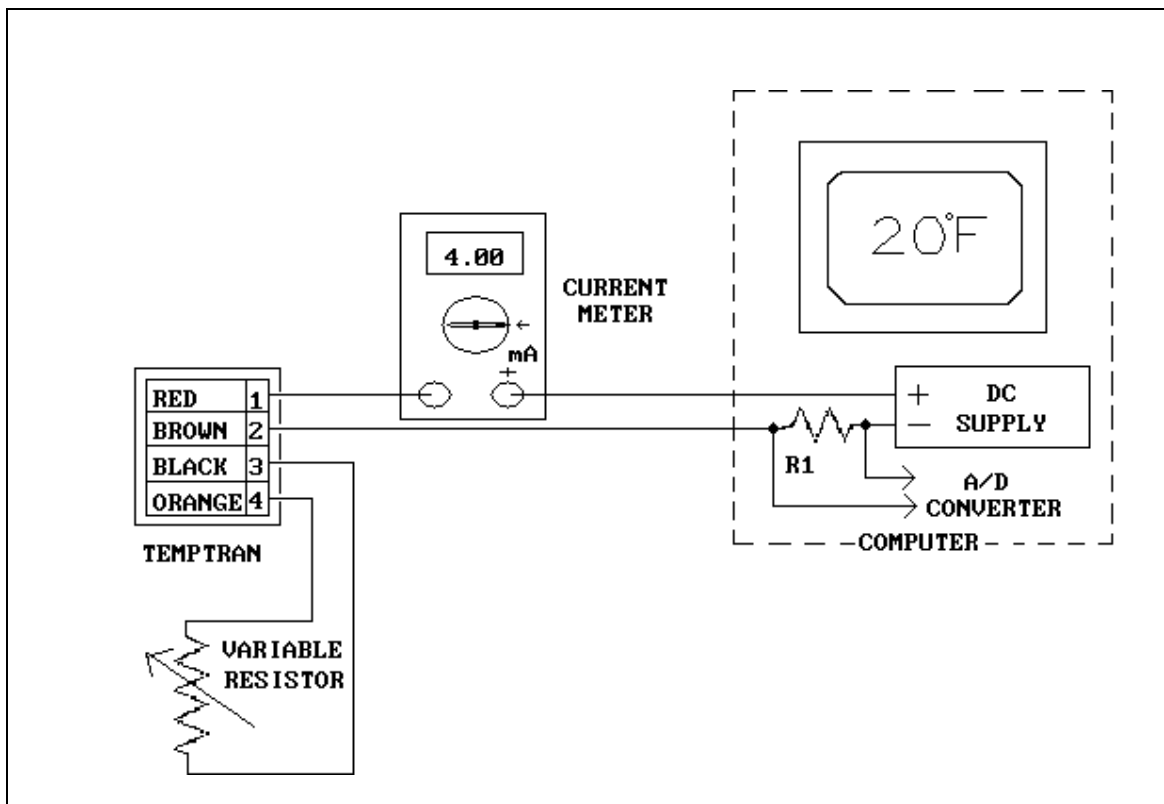 20°F
4.00
CURRENT
METER
mA
+
RED 1
BROWN 2
BLACK 3
ORANGE 4
TEMPTRAN
+ DC
− SUPPLY
R1
A/D
CONVERTER
COMPUTER
VARIABLE
RESISTOR